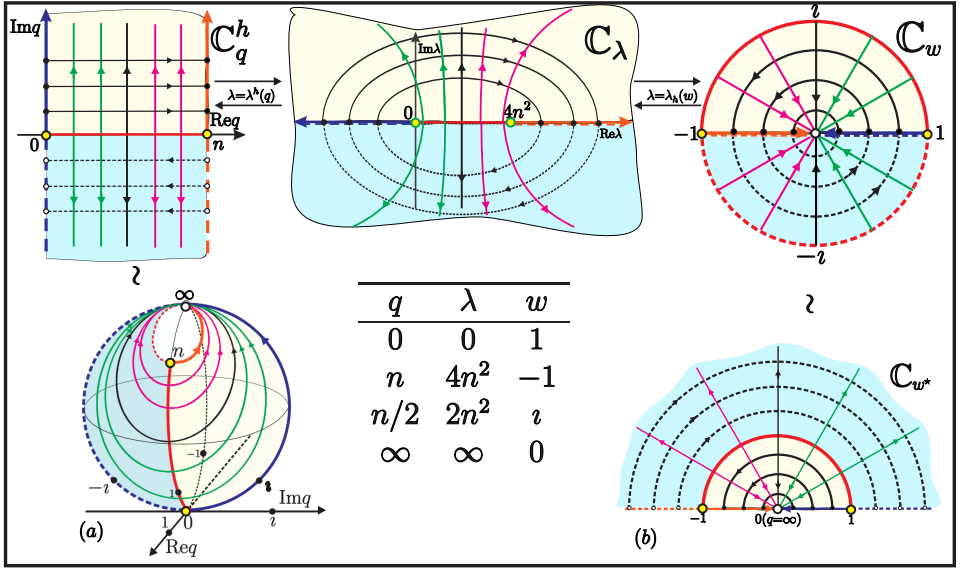 Imq
ℂ_q^h
n
Req
0
n
λ=λ^h(q)
ℂ_λ
Imλ
0
4n²
Reλ
λ=λ_h(w)
ı
ℂ_w
−1
1
−ı
~
~
∞
n
−1
−ı
1
ı
Imq
1
0
ı
Req
(a)
q λ w
0 0 1
n 4n² −1
n/2 2n² ı
∞ ∞ 0
ℂ_{w*}
-1
0(q=∞)
1
(b)